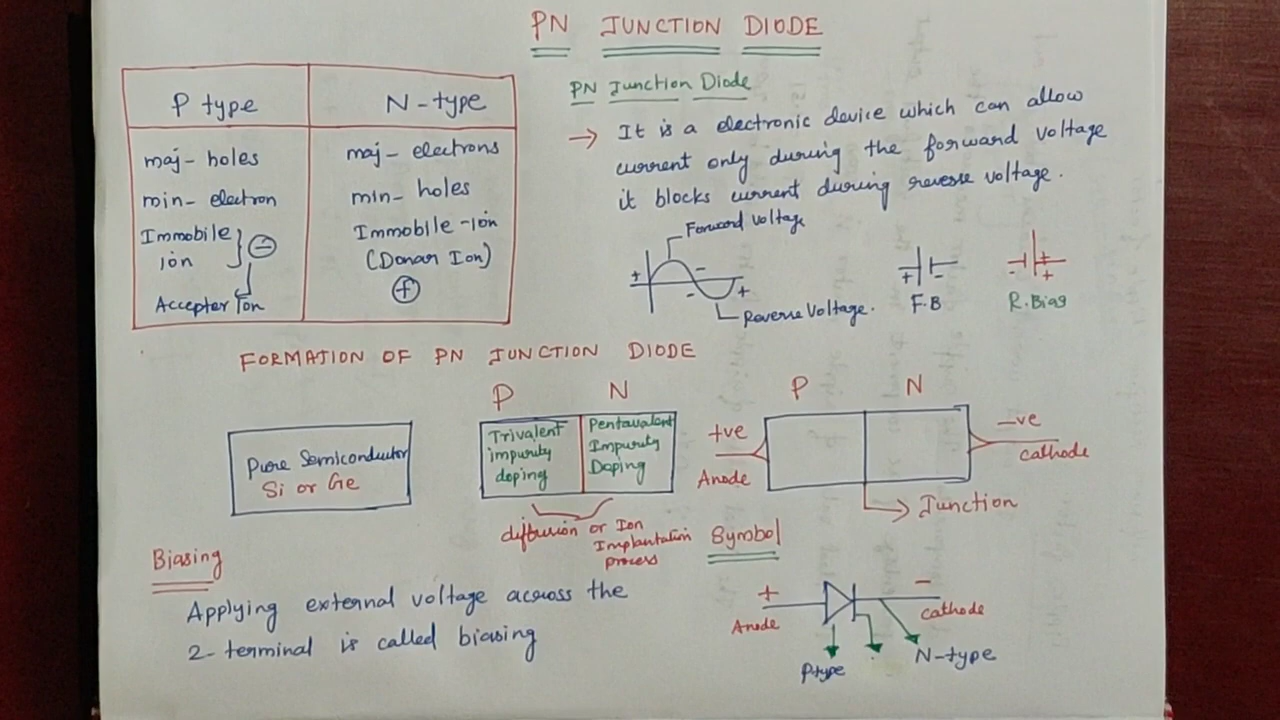 PN JUNCTION DIODE
P type
N-type
maj- holes
maj- electrons
min- electron
min- holes
Immobile
ion
-
Immobile -ion
(Donar Ion)
+
Accepter Ion
PN Junction Diode
→ It is a electronic device which can allow
current only during the forward voltage
it blocks current during reverse voltage.
Forward voltage
+
-
-
+
Reverse Voltage.
+
F.B
-
+
+
R.Bias
FORMATION OF PN JUNCTION DIODE
Pure Semiconductor
Si or Ge
P
N
Trivalent
impurity
doping
Pentavalent
Impurity
Doping
diffusion or Ion
Implantation
process
P
N
+ve
Anode
-ve
cathode
Junction
Biasing
Applying external voltage across the
2- terminal is called biasing
Symbol
+
Anode
-
cathode
Ptype
N-type